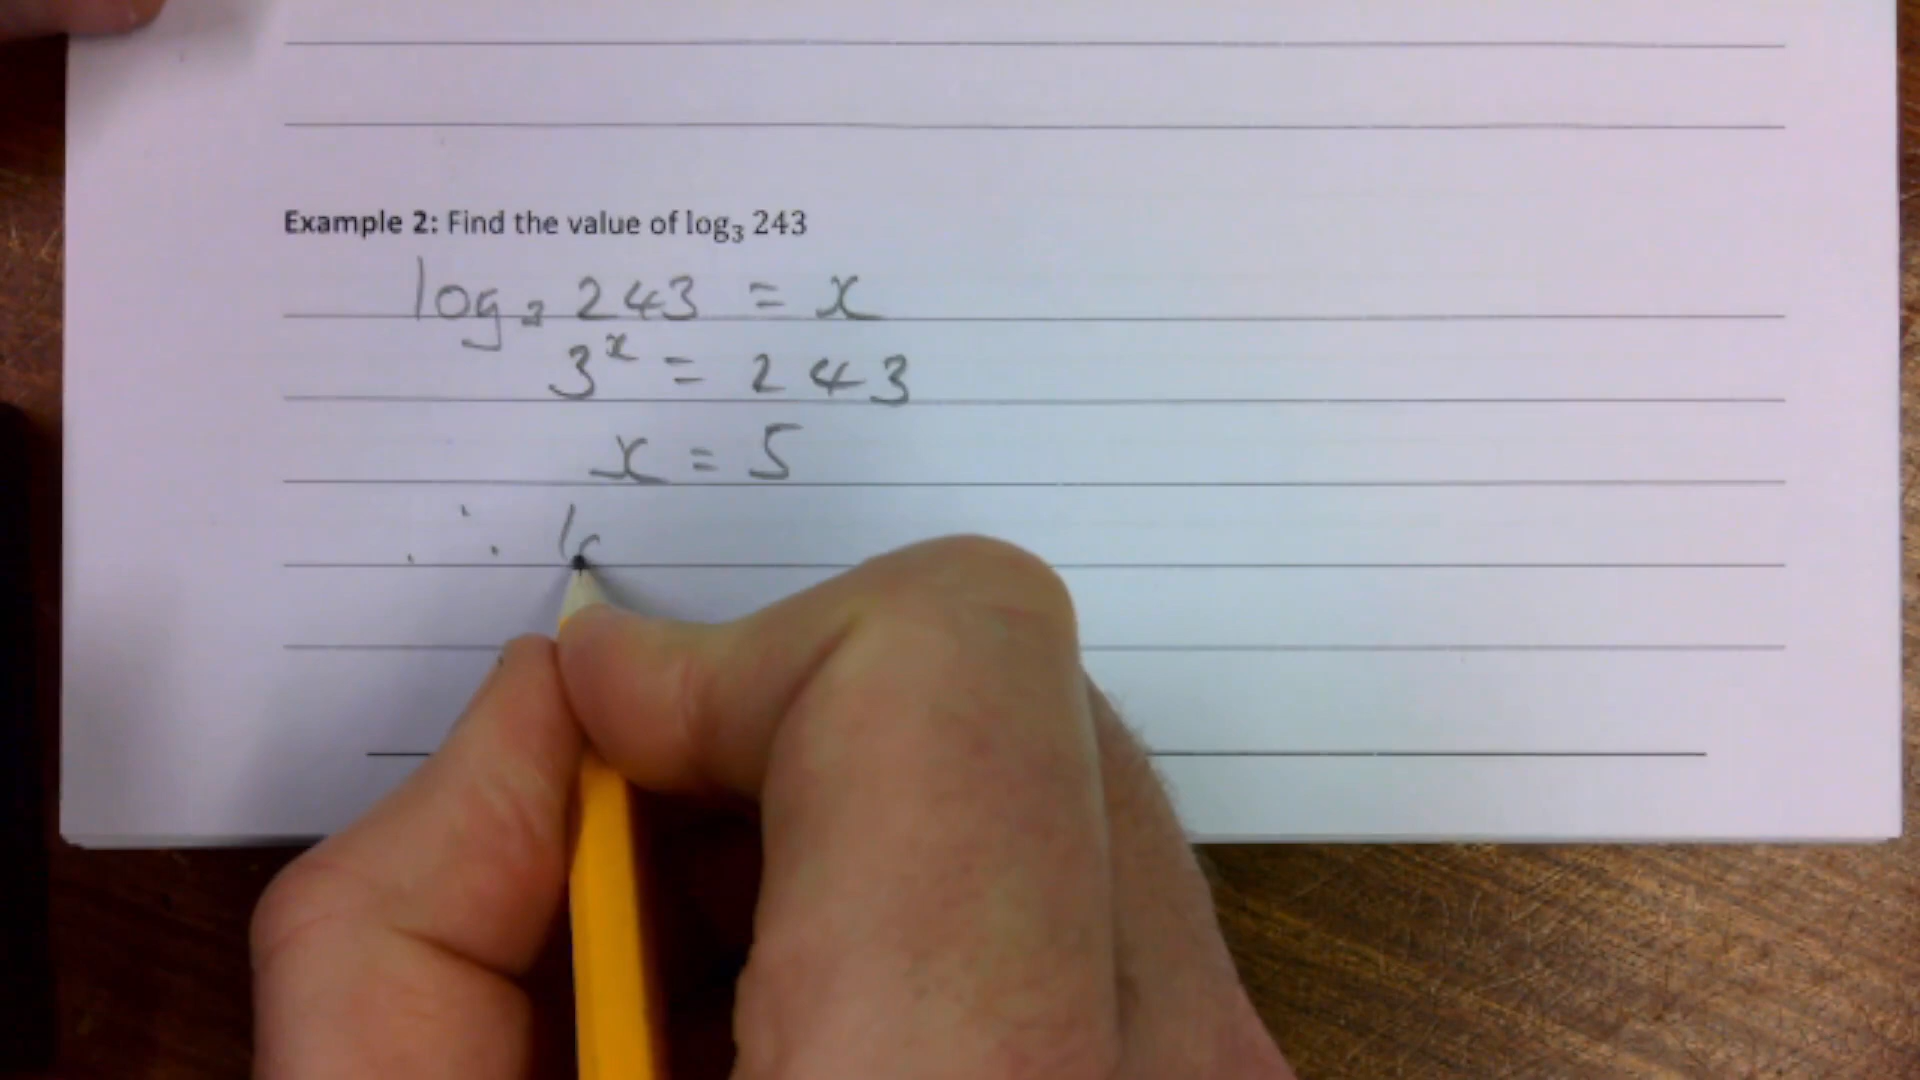 Example 2: Find the value of log₃ 243
log₃ 243 = x
3ˣ = 243
x = 5
∴ lo